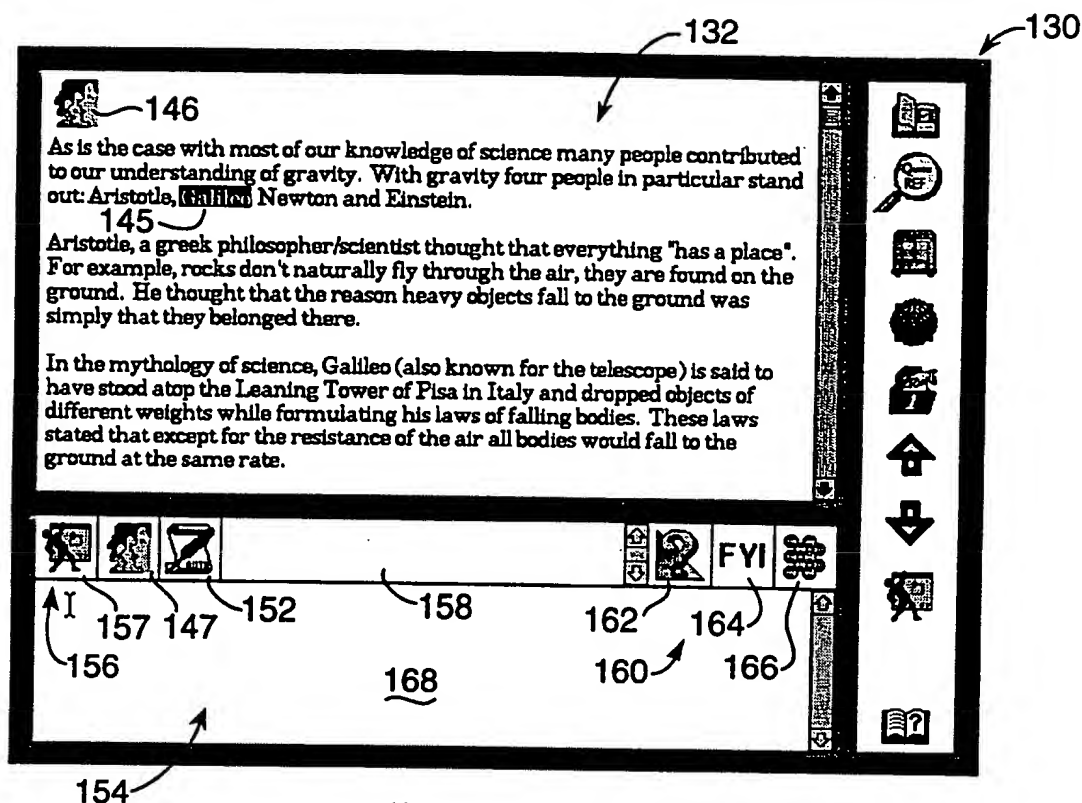 132
130
146
As is the case with most of our knowledge of science many people contributed
to our understanding of gravity. With gravity four people in particular stand
out: Aristotle, Galileo Newton and Einstein.
145
Aristotle, a greek philosopher/scientist thought that everything "has a place".
For example, rocks don't naturally fly through the air, they are found on the
ground. He thought that the reason heavy objects fall to the ground was
simply that they belonged there.
In the mythology of science, Galileo (also known for the telescope) is said to
have stood atop the Leaning Tower of Pisa in Italy and dropped objects of
different weights while formulating his laws of falling bodies. These laws
stated that except for the resistance of the air all bodies would fall to the
ground at the same rate.
REF
1
FYI
156
157
147
152
158
162
164
160
166
168
?
154